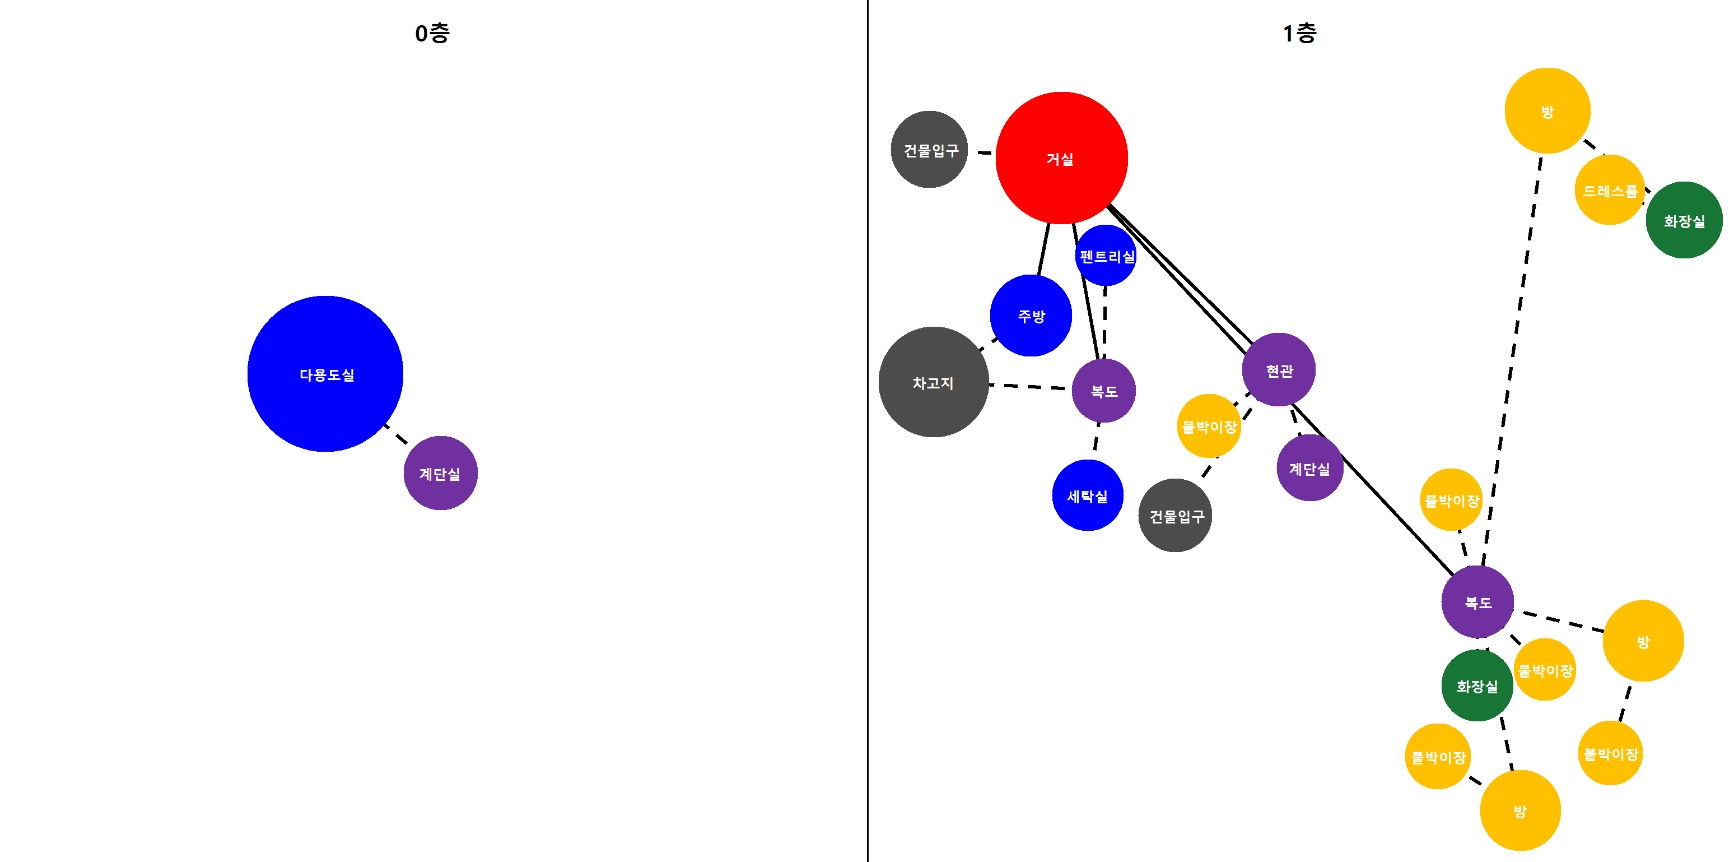 0층
다용도실
계단실
1층
건물입구
거실
방
드레스룸
화장실
펜트리실
주방
차고지
복도
현관
붙박이장
계단실
세탁실
건물입구
붙박이장
복도
방
붙박이장
화장실
붙박이장
붙박이장
방